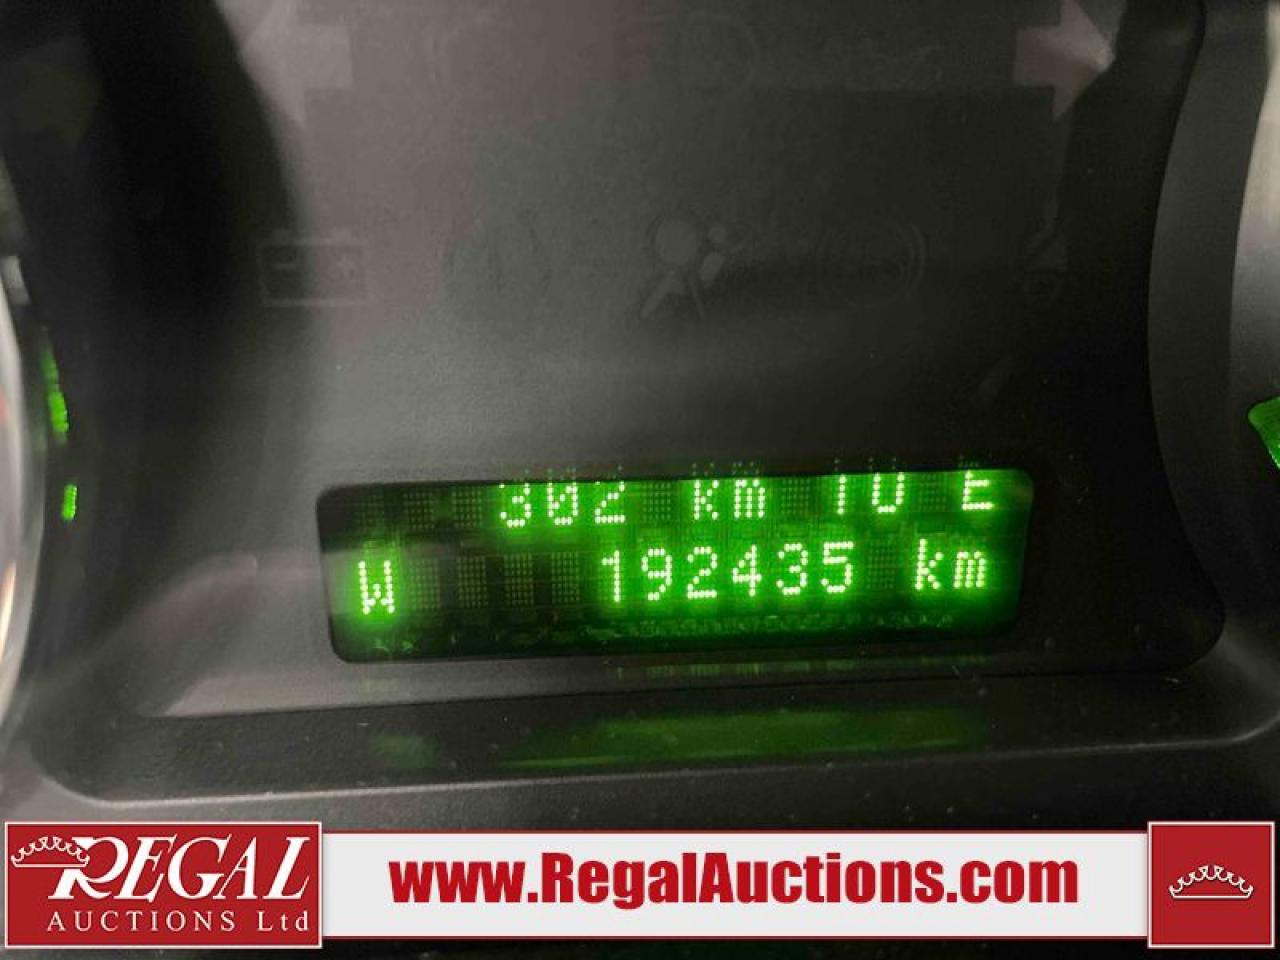 302 km TO E
W 192435 km
REGAL
AUCTIONS Ltd
www.RegalAuctions.com